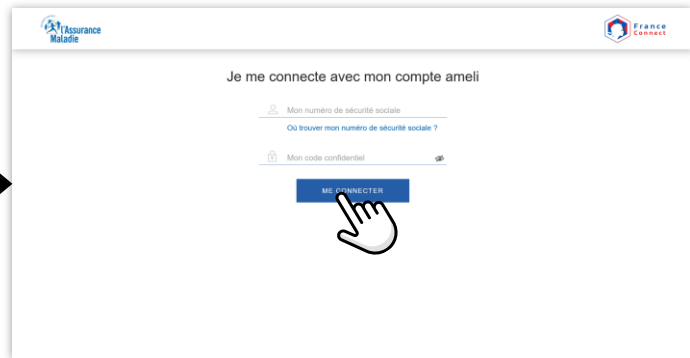 l'Assurance
Maladie
France
Connect
Je me connecte avec mon compte ameli
Mon numéro de sécurité sociale
Où trouver mon numéro de sécurité sociale ?
Mon code confidentiel
ME CONNECTER